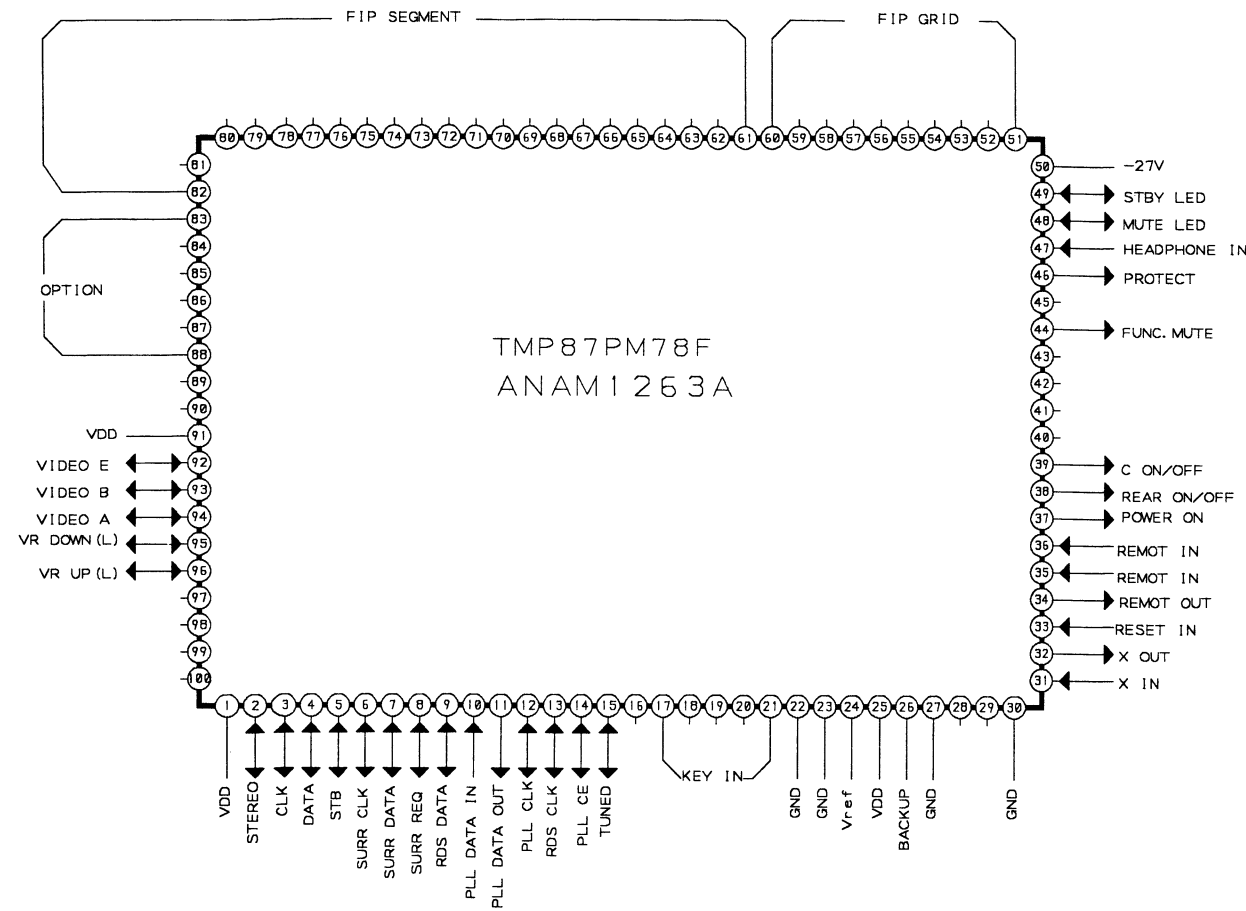 FIP SEGMENT
FIP GRID
80 79 78 77 76 75 74 73 72 71 70 69 68 67 66 65 64 63 62 61 60 59 58 57 56 55 54 53 52 51
81
82
83
84
85
86
87
88
89
90
91
92
93
94
95
96
97
98
99
100
OPTION
VDD
VIDEO E
VIDEO B
VIDEO A
VR DOWN(L)
VR UP(L)
TMP87PM78F
ANAM1263A
50 -27V
49 STBY LED
48 MUTE LED
47 HEADPHONE IN
46 PROTECT
45
44 FUNC.MUTE
43
42
41
40
39 C ON/OFF
38 REAR ON/OFF
37 POWER ON
36 REMOT IN
35 REMOT IN
34 REMOT OUT
33 RESET IN
32 X OUT
31 X IN
1 2 3 4 5 6 7 8 9 10 11 12 13 14 15 16 17 18 19 20 21 22 23 24 25 26 27 28 29 30
VDD
STEREO
CLK
DATA
STB
SURR CLK
SURR DATA
SURR REQ
RDS DATA
PLL DATA IN
PLL DATA OUT
PLL CLK
RDS CLK
PLL CE
TUNED
KEY IN
GND
GND
Vref
VDD
BACKUP
GND
GND